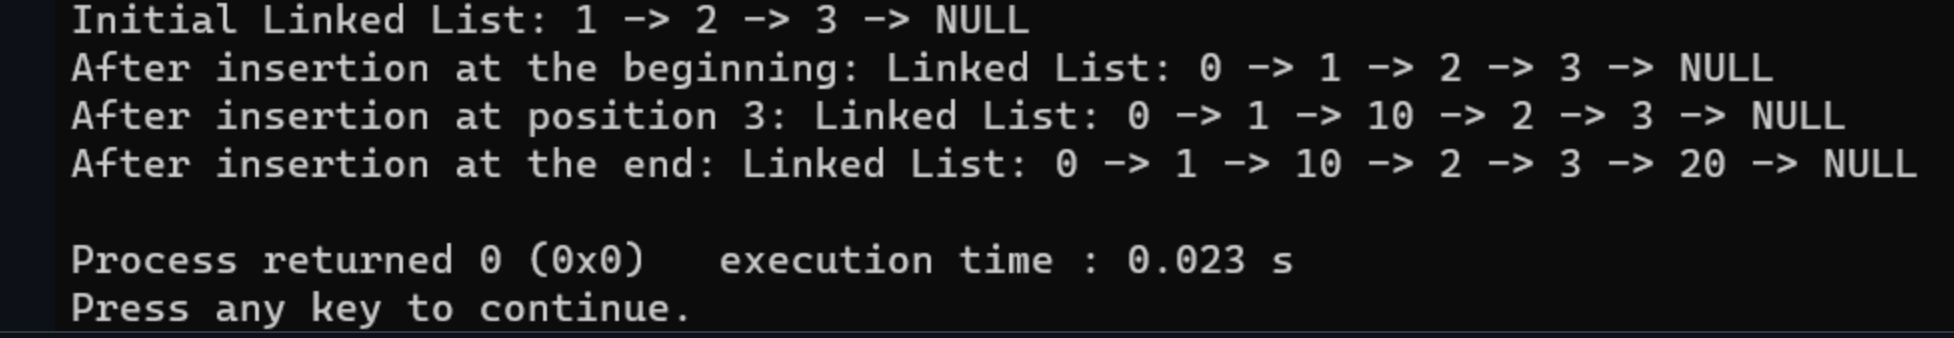 Initial Linked List: 1 -> 2 -> 3 -> NULL
After insertion at the beginning: Linked List: 0 -> 1 -> 2 -> 3 -> NULL
After insertion at position 3: Linked List: 0 -> 1 -> 10 -> 2 -> 3 -> NULL
After insertion at the end: Linked List: 0 -> 1 -> 10 -> 2 -> 3 -> 20 -> NULL
Process returned 0 (0x0)   execution time : 0.023 s
Press any key to continue.